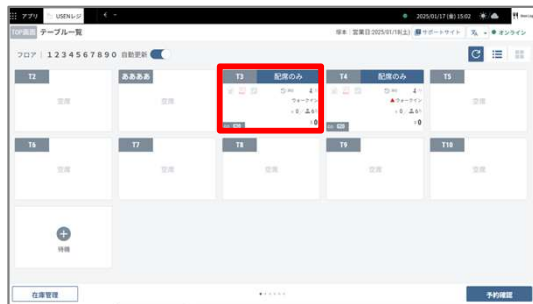 アプリ USENレジ 2025/01/17(金) 15:02
TOP画面 テーブル一覧 営業日:2025/01/18(土) サポートサイト オンライン
フロア 1 2 3 4 5 6 7 8 9 0 自動更新
T2 ああああ T3 配席のみ T4 配席のみ T5
空席 空席 ウォークイン ウォークイン 空席
0 0
T6 T7 T8 T9 T10
空席 空席 空席 空席 空席
待機
在庫管理 予約確認